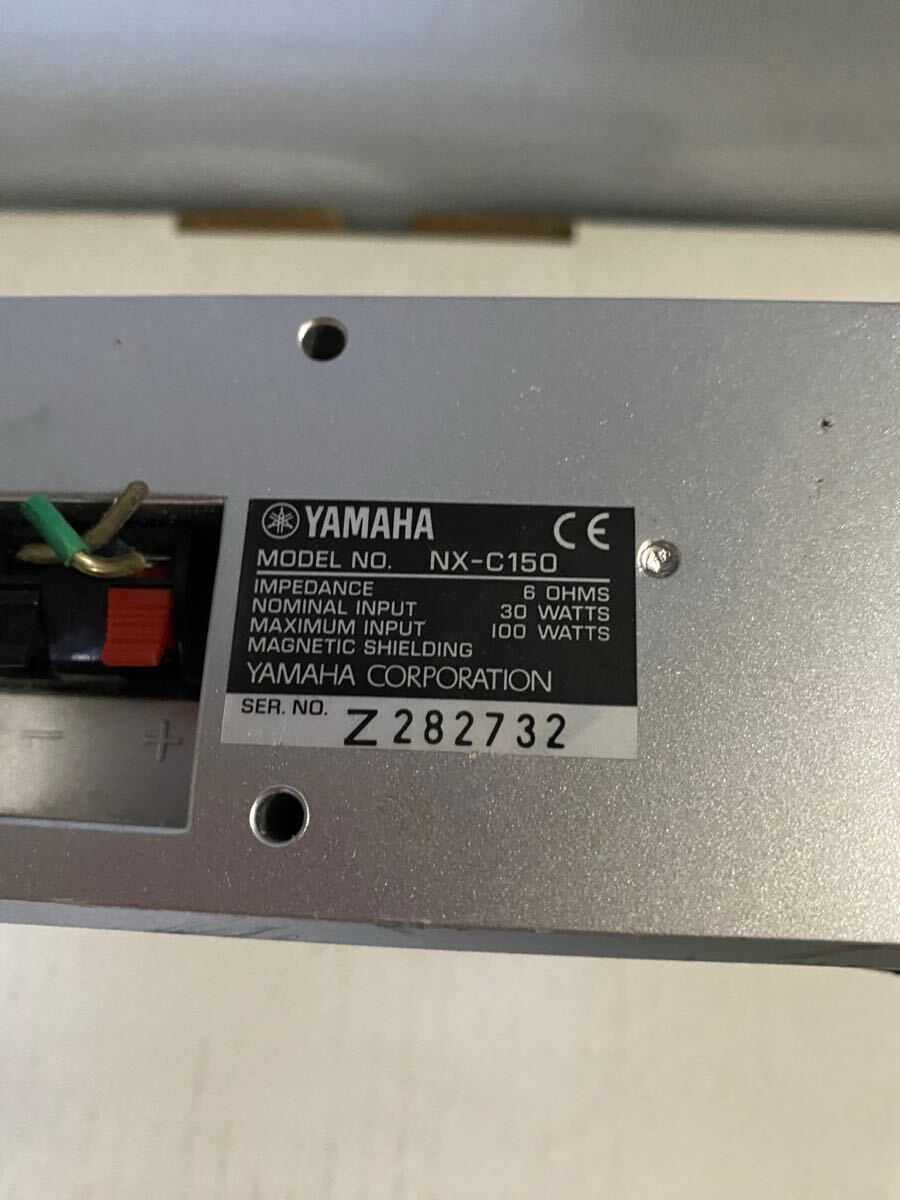 YAMAHA CE
MODEL NO. NX-C150
IMPEDANCE 6 OHMS
NOMINAL INPUT 30 WATTS
MAXIMUM INPUT 100 WATTS
MAGNETIC SHIELDING
YAMAHA CORPORATION
SER. NO. Z282732
− +